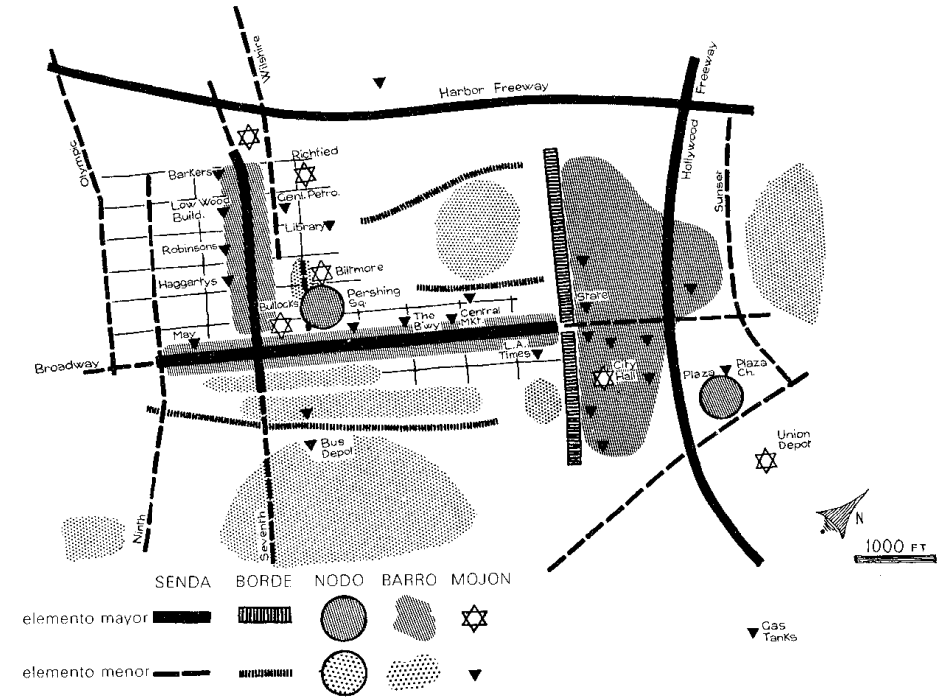 Wilshire
Harbor Freeway
Freeway
Hollywood
Olympic
Sunser
Richfied
Barkers
Genl. Petro.
Low Wood
Build.
Library
Robinsons
Biltmore
Haggartys
Pershing
Sq.
Bullocks
State
The
B'wy
Central
Mkt.
May
Broadway
L.A.
Times
City
Hall
Plaza
Plaza
Ch.
Union
Depot
Bus
Depot
Ninth
Seventh
N
1000 FT
SENDA BORDE NODO BARRO MOJON
elemento mayor
elemento menor
Gas
Tanks